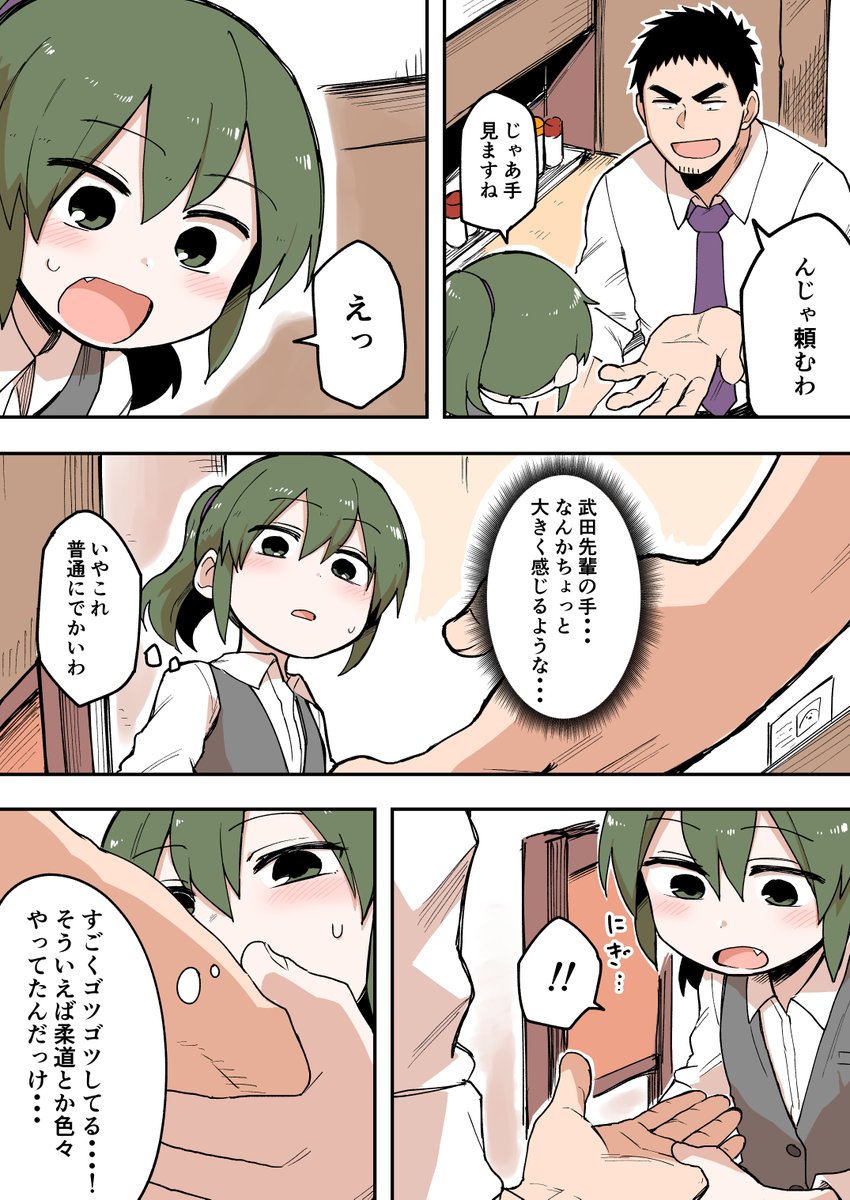 んじゃ頼むわ
じゃあ手
見ますね
えっ
武田先輩の手・・・
なんかちょっと
大きく感じるような・・・
いやこれ
普通にでかいわ
にぎ…
!!
すごくゴツゴツしてる・・・!
そういえば柔道とか色々
やってたんだっけ・・・